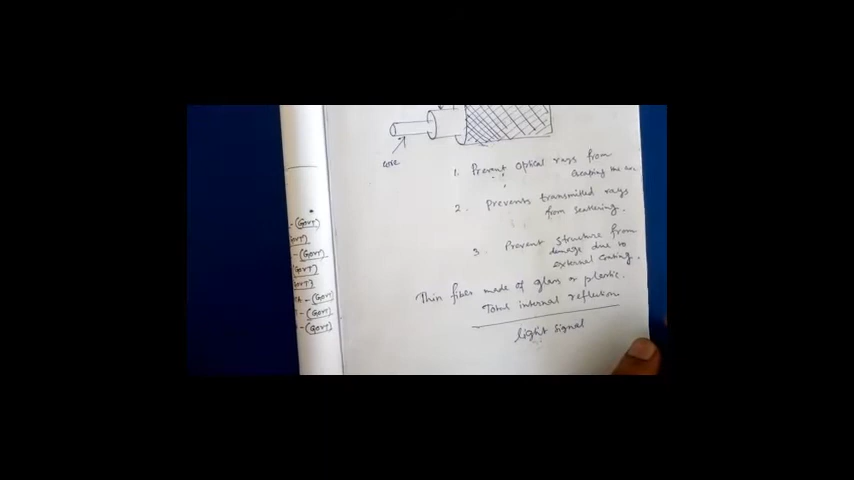 core
1. Prevent optical rays from
escaping the
2. Prevents transmitted rays
from scattering.
3. Prevent structure from
damage due to
external coating.
Thin fiber made of glass or plastic.
Total internal reflection
light signal
- (Govt)
(Govt)
- (Govt)
(Govt)
(Govt)
- (Govt)
- (Govt)
- (Govt)